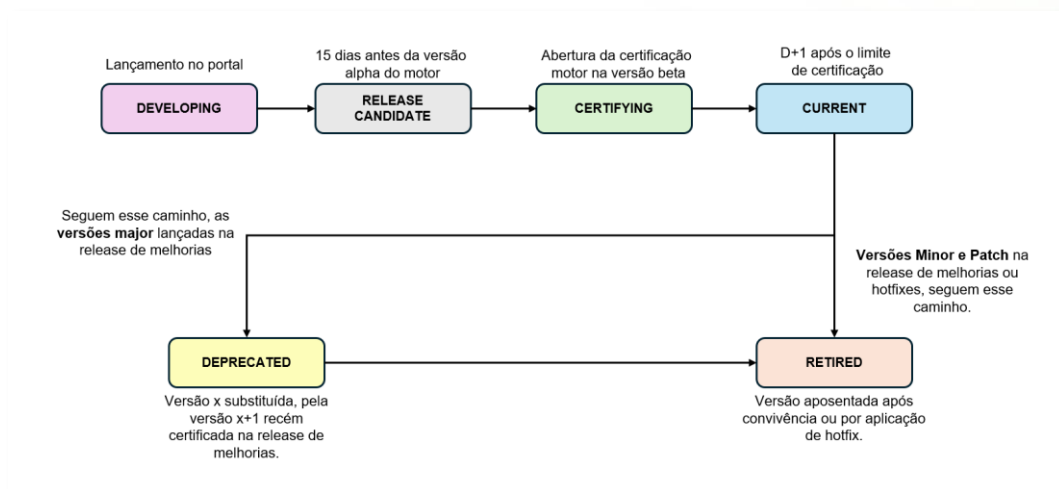 Lançamento no portal
DEVELOPING
15 dias antes da versão
alpha do motor
RELEASE
CANDIDATE
Abertura da certificação
motor na versão beta
CERTIFYING
D+1 após o limite
de certificação
CURRENT
Seguem esse caminho, as
versões major lançadas na
release de melhorias
Versões Minor e Patch na
release de melhorias ou
hotfixes, seguem esse
caminho.
DEPRECATED
Versão x substituída, pela
versão x+1 recém
certificada na release de
melhorias.
RETIRED
Versão aposentada após
convivência ou por aplicação
de hotfix.